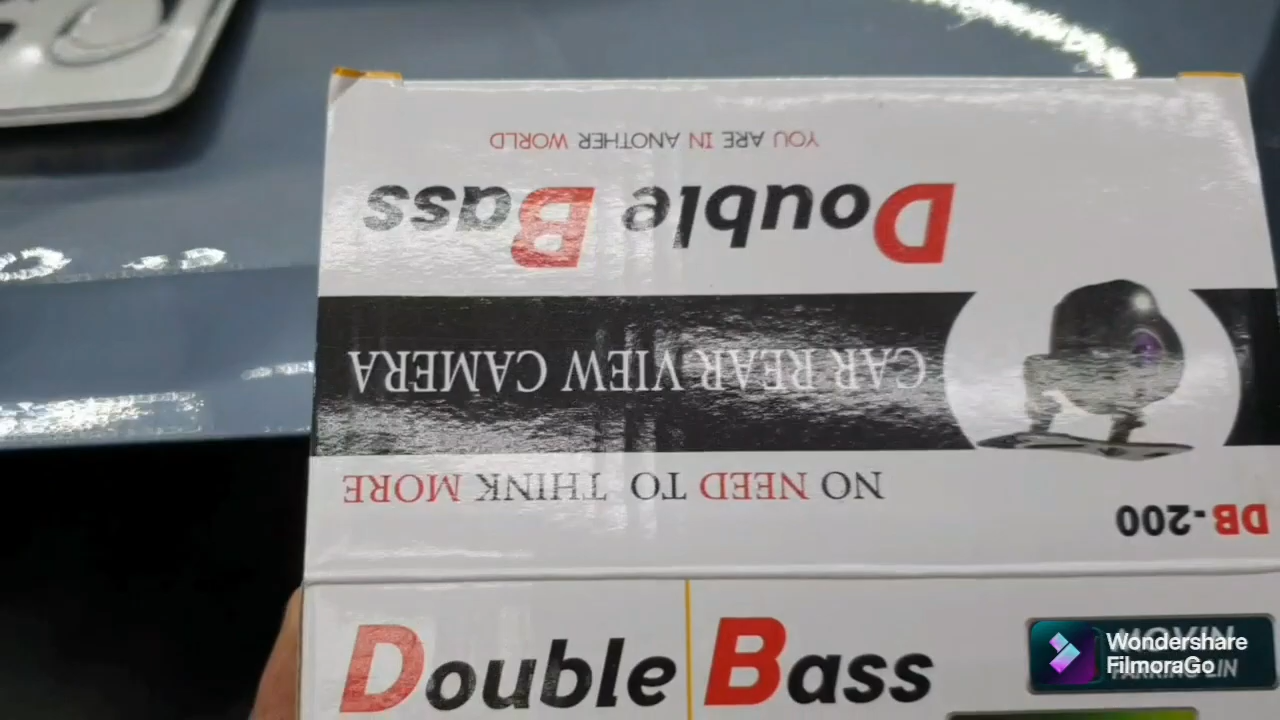 YOU ARE IN ANOTHER WORLD
Double Bass
CAR REAR VIEW CAMERA
NO NEED TO THINK MORE
DB-200
Double Bass
Wondershare
FilmoraGo